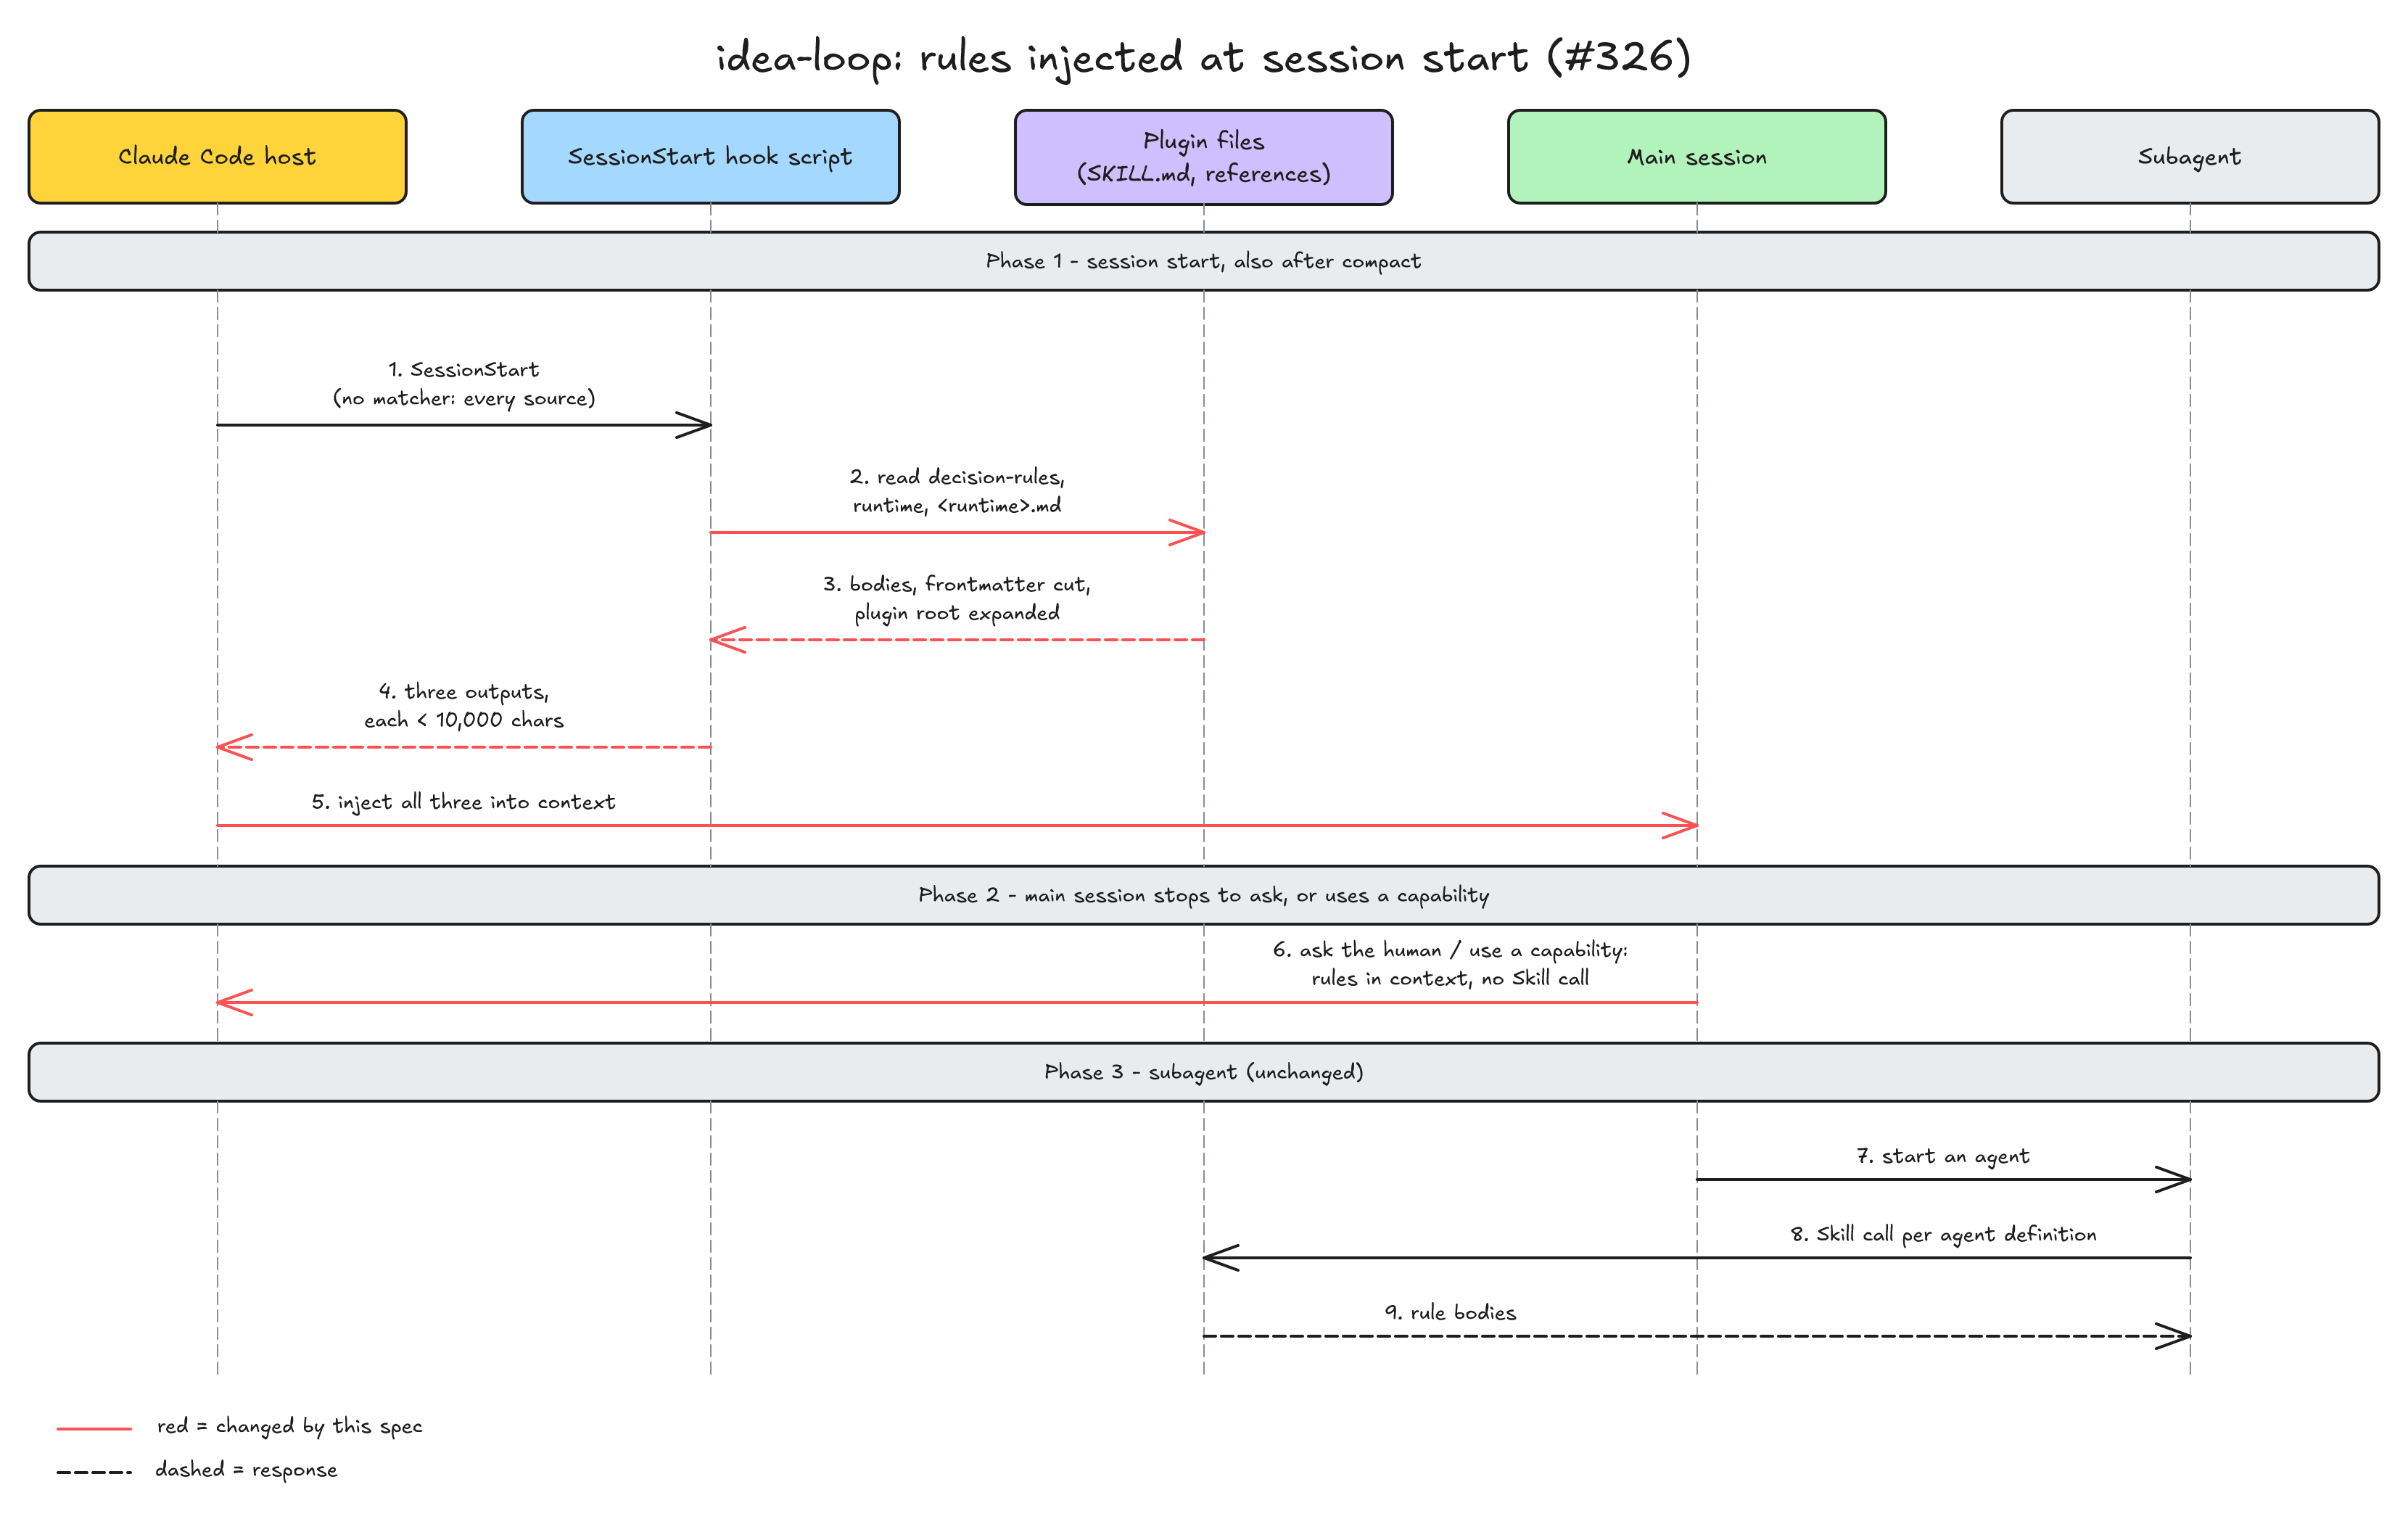 idea-loop: rules injected at session start (#326)
Claude Code host
SessionStart hook script
Plugin files
(SKILL.md, references)
Main session
Subagent
Phase 1 - session start, also after compact
1. SessionStart
(no matcher: every source)
2. read decision-rules,
runtime, <runtime>.md
3. bodies, frontmatter cut,
plugin root expanded
4. three outputs,
each < 10,000 chars
5. inject all three into context
Phase 2 - main session stops to ask, or uses a capability
6. ask the human / use a capability:
rules in context, no Skill call
Phase 3 - subagent (unchanged)
7. start an agent
8. Skill call per agent definition
9. rule bodies
red = changed by this spec
dashed = response